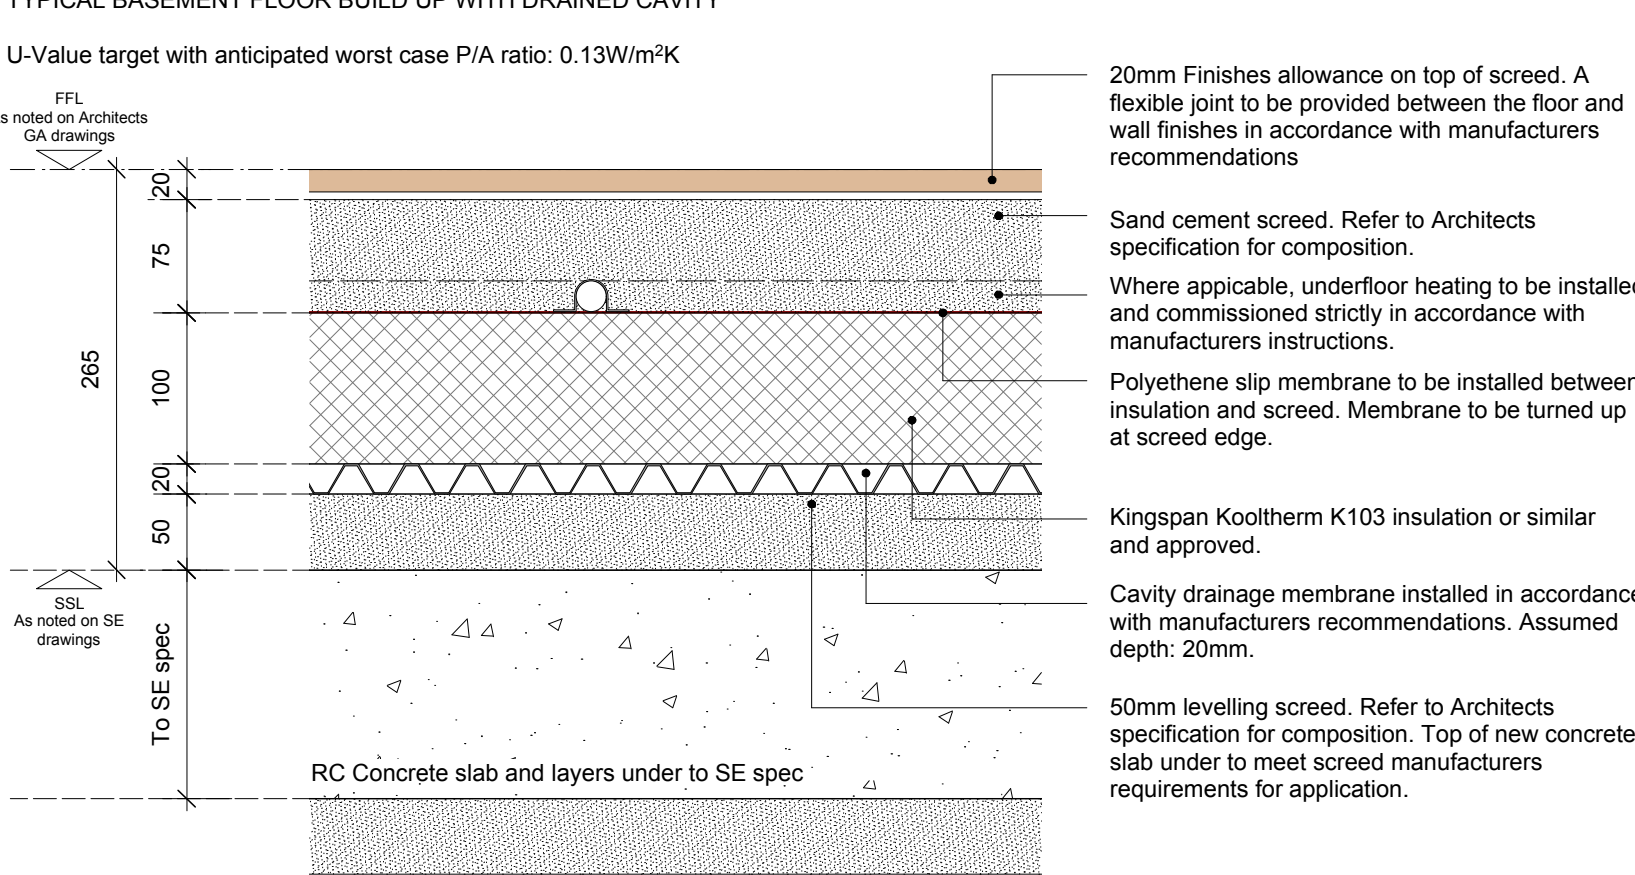 TYPICAL BASEMENT FLOOR BUILD UP WITH DRAINED CAVITY
U-Value target with anticipated worst case P/A ratio: 0.13W/m²K
FFL
s noted on Architects
GA drawings
20
75
100
20
50
265
SSL
As noted on SE
drawings
To SE spec
RC Concrete slab and layers under to SE spec
20mm Finishes allowance on top of screed. A
flexible joint to be provided between the floor and
wall finishes in accordance with manufacturers
recommendations
Sand cement screed. Refer to Architects
specification for composition.
Where appicable, underfloor heating to be installed
and commissioned strictly in accordance with
manufacturers instructions.
Polyethene slip membrane to be installed between
insulation and screed. Membrane to be turned up
at screed edge.
Kingspan Kooltherm K103 insulation or similar
and approved.
Cavity drainage membrane installed in accordance
with manufacturers recommendations. Assumed
depth: 20mm.
50mm levelling screed. Refer to Architects
specification for composition. Top of new concrete
slab under to meet screed manufacturers
requirements for application.